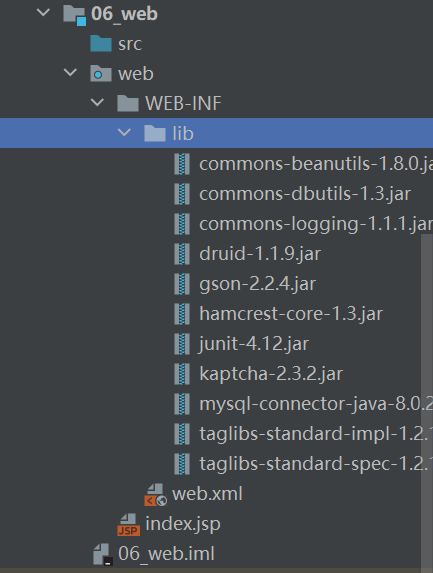 06_web
src
web
WEB-INF
lib
commons-beanutils-1.8.0.ja
commons-dbutils-1.3.jar
commons-logging-1.1.1.jar
druid-1.1.9.jar
gson-2.2.4.jar
hamcrest-core-1.3.jar
junit-4.12.jar
kaptcha-2.3.2.jar
mysql-connector-java-8.0.2
taglibs-standard-impl-1.2.1
taglibs-standard-spec-1.2.1
web.xml
index.jsp
06_web.iml